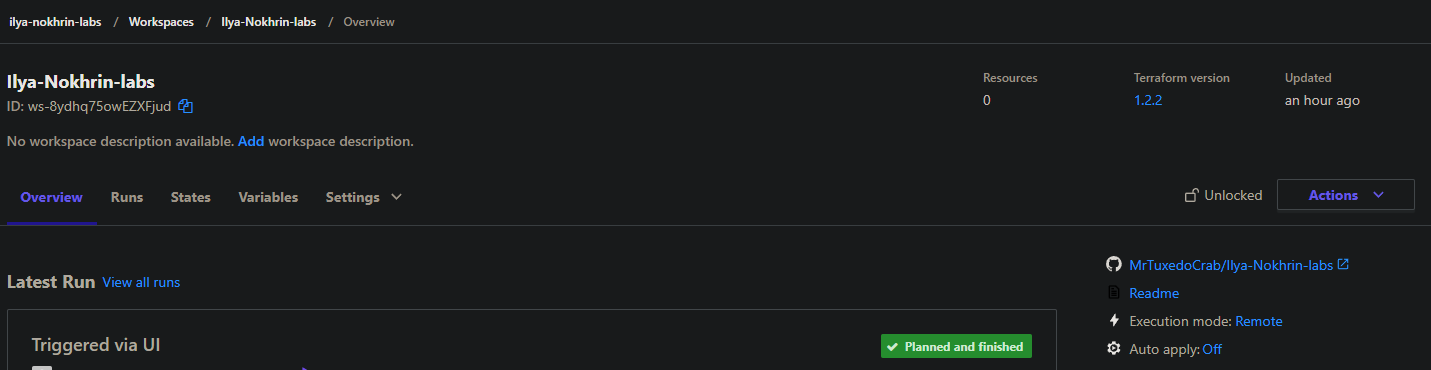 ilya-nokhrin-labs / Workspaces / Ilya-Nokhrin-labs / Overview
Ilya-Nokhrin-labs
ID: ws-8ydhq75owEZXFjud
No workspace description available. Add workspace description.
Resources
0
Terraform version
1.2.2
Updated
an hour ago
Overview Runs States Variables Settings
Unlocked
Actions
Latest Run View all runs
Triggered via UI
Planned and finished
MrTuxedoCrab/Ilya-Nokhrin-labs
Readme
Execution mode: Remote
Auto apply: Off